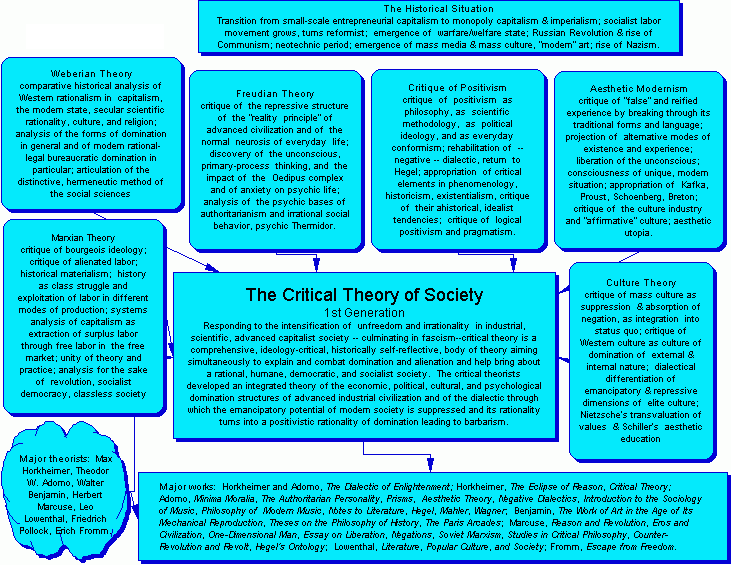 The Historical Situation
Transition from small-scale entrepreneurial capitalism to monopoly capitalism & imperialism; socialist labor
movement grows, turns reformist; emergence of warfare/welfare state; Russian Revolution & rise of
Communism; neotechnic period; emergence of mass media & mass culture, "modern" art; rise of Nazism.
Weberian Theory
comparative historical analysis of
Western rationalism in capitalism,
the modern state, secular scientific
rationality, culture, and religion;
analysis of the forms of domination
in general and of modern rational-
legal bureaucratic domination in
particular; articulation of the
distinctive, hermeneutic method of
the social sciences
Freudian Theory
critique of the repressive structure
of the "reality principle" of
advanced civilization and of the
normal neurosis of everyday life;
discovery of the unconscious,
primary-process thinking, and the
impact of the Oedipus complex
and of anxiety on psychic life;
analysis of the psychic bases of
authoritarianism and irrational social
behavior, psychic Thermidor.
Critique of Positivism
critique of positivism as
philosophy, as scientific
methodology, as political
ideology, and as everyday
conformism; rehabilitation of --
negative -- dialectic, return to
Hegel; appropration of critical
elements in phenomenology,
historicism, existentialism, critique
of their ahistorical, idealist
tendencies; critique of logical
positivism and pragmatism.
Aesthetic Modernism
critique of "false" and reified
experience by breaking through its
traditional forms and language;
projection of alternative modes of
existence and experience;
liberation of the unconscious;
consciousness of unique, modern
situation; appropriation of Kafka,
Proust, Schoenberg, Breton;
critique of the culture industry
and "affirmative" culture; aesthetic
utopia.
Marxian Theory
critique of bourgeois ideology;
critique of alienated labor;
historical materialism; history
as class struggle and
exploitation of labor in different
modes of production; systems
analysis of capitalism as
extraction of surplus labor
through free labor in the free
market; unity of theory and
practice; analysis for the sake
of revolution, socialist
democracy, classless society
The Critical Theory of Society
1st Generation
Responding to the intensification of unfreedom and irrationality in industrial,
scientific, advanced capitalist society -- culminating in fascism--critical theory is a
comprehensive, ideology-critical, historically self-reflective, body of theory aiming
simultaneously to explain and combat domination and alienation and help bring about
a rational, humane, democratic, and socialist society. The critical theorists
developed an integrated theory of the economic, political, cultural, and psychological
domination structures of advanced industrial civilization and of the dialectic through
which the emancipatory potential of modern society is suppressed and its rationality
turns into a positivistic rationality of domination leading to barbarism.
Culture Theory
critique of mass culture as
suppression & absorption of
negation, as integration into
status quo; critique of
Western culture as culture of
domination of external &
internal nature; dialectical
differentiation of
emancipatory & repressive
dimensions of elite culture;
Nietzsche's transvaluation of
values & Schiller's aesthetic
education
Major theorists: Max
Horkheimer, Theodor
W. Adorno, Walter
Benjamin, Herbert
Marcuse, Leo
Lowenthal, Friedrich
Pollock, Erich Fromm,
Major works: Horkheimer and Adorno, The Dialectic of Enlightenment; Horkheimer, The Eclipse of Reason, Critical Theory;
Adorno, Minima Moralia, The Authoritarian Personality, Prisms, Aesthetic Theory, Negative Dialectics, Introduction to the Sociology
of Music, Philosophy of Modern Music, Notes to Literature, Hegel, Mahler, Wagner; Benjamin, The Work of Art in the Age of Its
Mechanical Reproduction, Theses on the Philosophy of History, The Paris Arcades; Marcuse, Reason and Revolution, Eros and
Civilization, One-Dimensional Man, Essay on Liberation, Negations, Soviet Marxism, Studies in Critical Philosophy, Counter-
Revolution and Revolt, Hegel's Ontology; Lowenthal, Literature, Popular Culture, and Society; Fromm, Escape from Freedom.